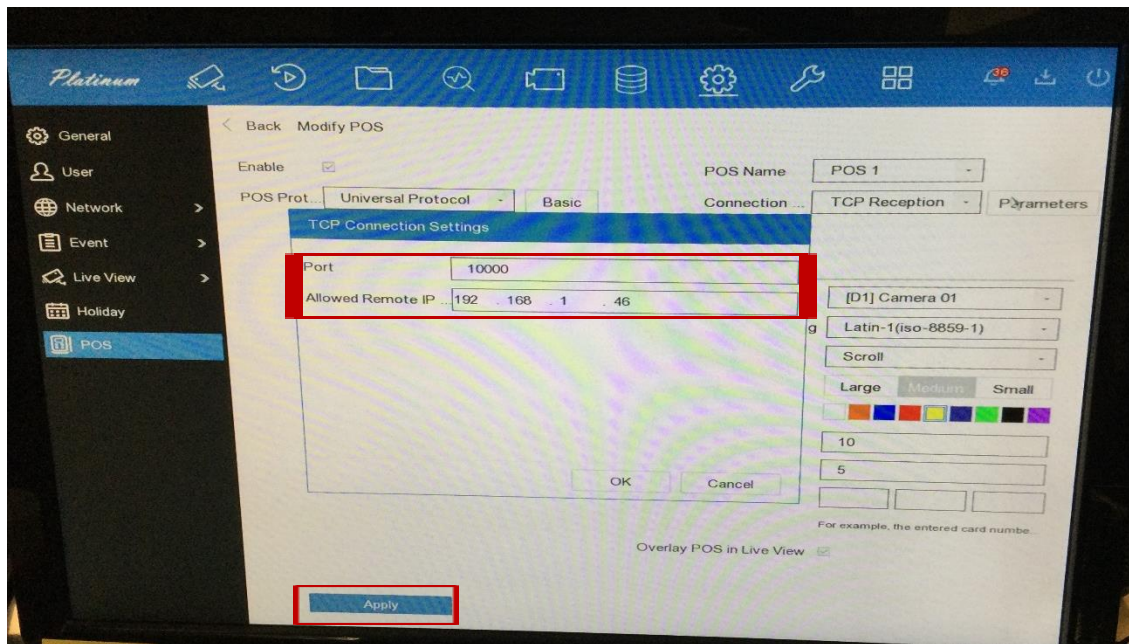 Platinum
36
General
User
Network
Event
Live View
Holiday
POS
Back Modify POS
Enable
POS Name POS 1
POS Prot... Universal Protocol Basic
Connection ... TCP Reception Parameters
TCP Connection Settings
Port 10000
Allowed Remote IP ... 192 . 168 . 1 . 46
OK Cancel
[D1] Camera 01
g Latin-1(iso-8859-1)
Scroll
Large Medium Small
10
5
For example, the entered card numbe...
Overlay POS in Live View
Apply